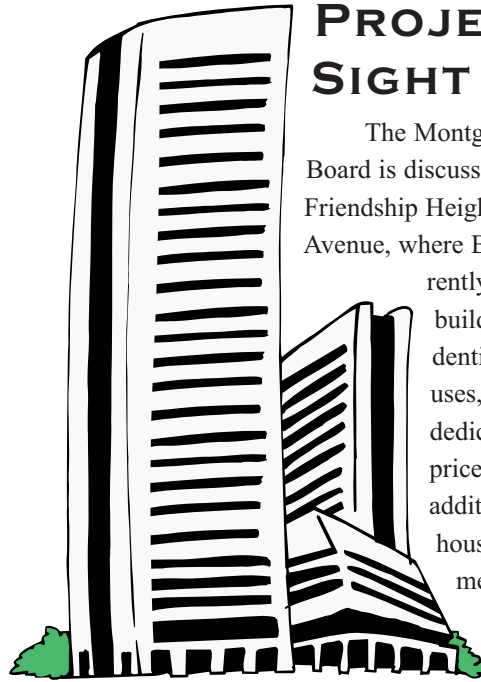 PROJE
SIGHT
The Montg
Board is discuss
Friendship Heigh
Avenue, where
rently
build
denti
uses,
dedic
price
addit
hous
me